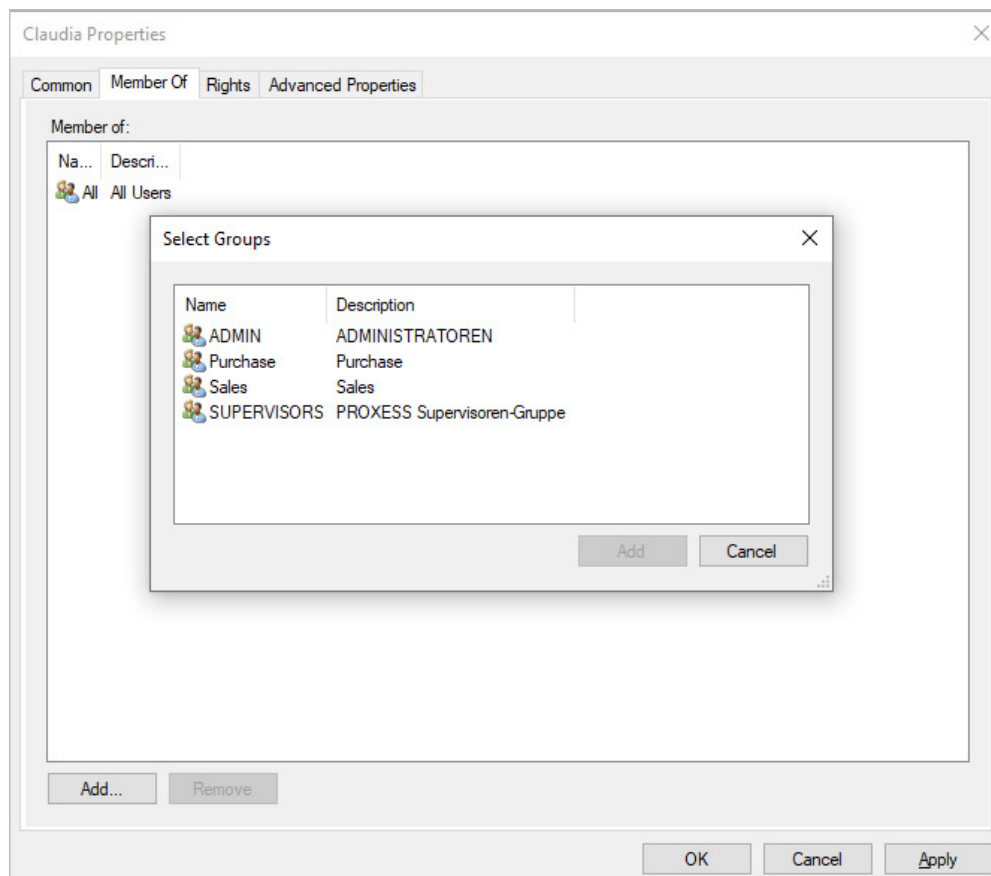 Claudia Properties
Common Member Of Rights Advanced Properties
Member of:
Na... Descri...
All All Users
Select Groups
Name Description
ADMIN ADMINISTRATOREN
Purchase Purchase
Sales Sales
SUPERVISORS PROXESS Supervisoren-Gruppe
Add Cancel
Add... Remove
OK Cancel Apply